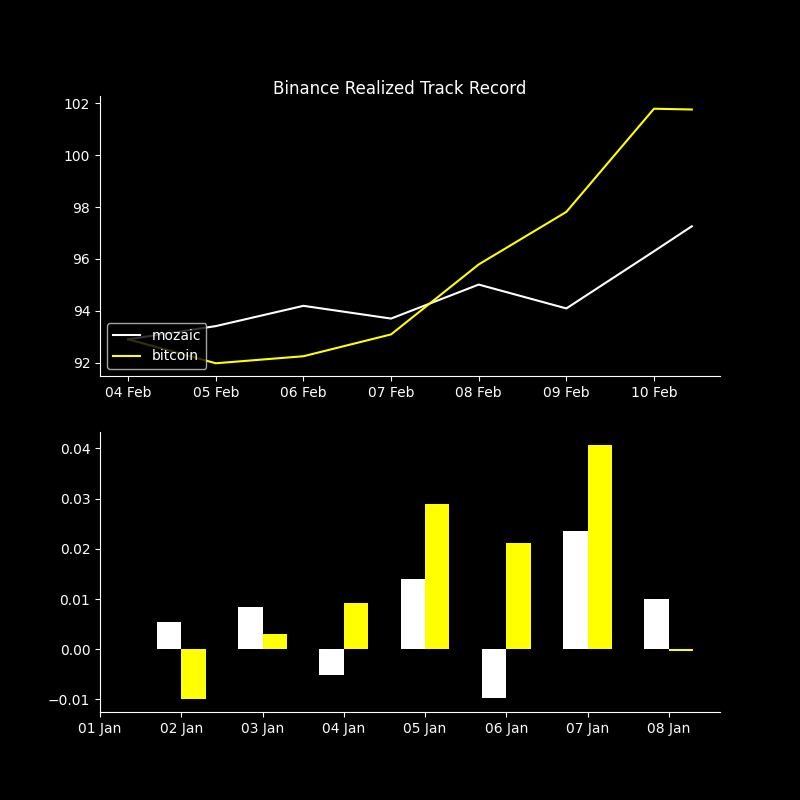 Binance Realized Track Record
102
100
98
96
94
92
mozaic
bitcoin
04 Feb 05 Feb 06 Feb 07 Feb 08 Feb 09 Feb 10 Feb
0.04
0.03
0.02
0.01
0.00
−0.01
01 Jan 02 Jan 03 Jan 04 Jan 05 Jan 06 Jan 07 Jan 08 Jan